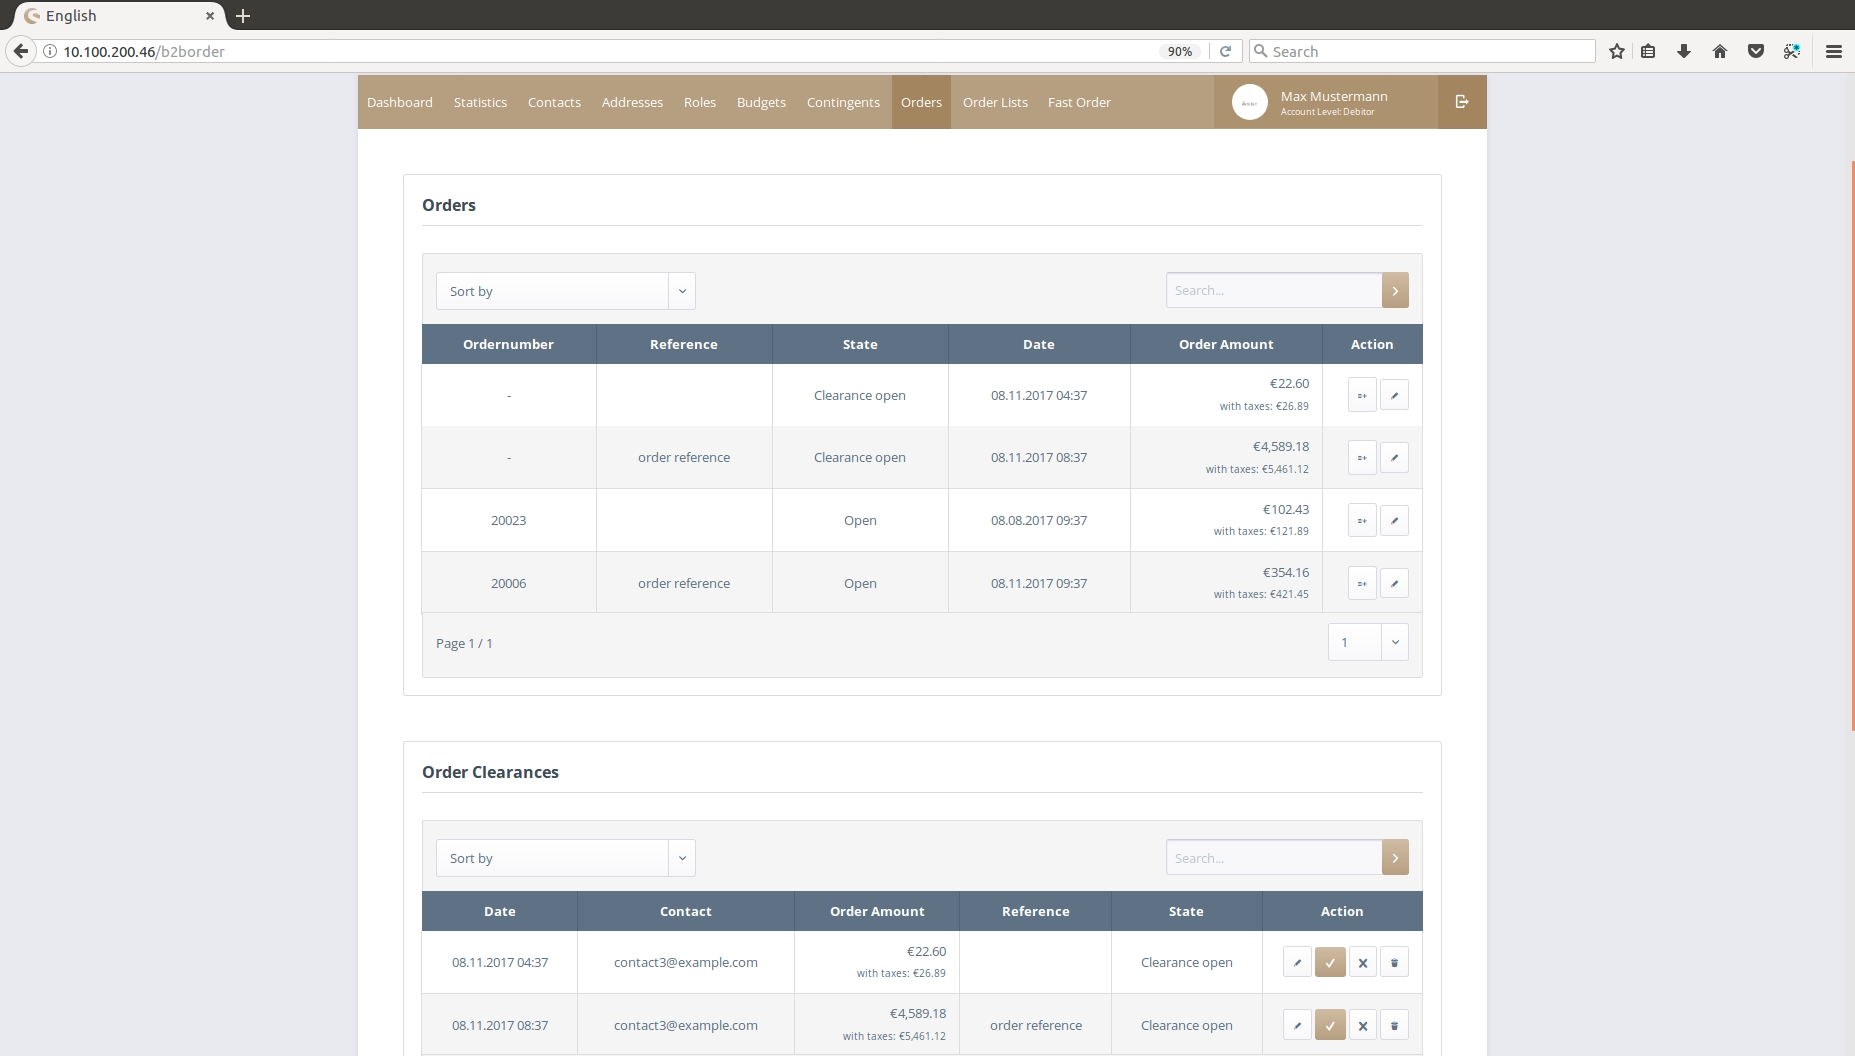 English
10.100.200.46/b2border
90%
Search
Dashboard Statistics Contacts Addresses Roles Budgets Contingents Orders Order Lists Fast Order
Max Mustermann
Account Level: Debitor
Orders
Sort by
Search...
Ordernumber Reference State Date Order Amount Action
- Clearance open 08.11.2017 04:37 €22.60
with taxes: €26.89
- order reference Clearance open 08.11.2017 08:37 €4,589.18
with taxes: €5,461.12
20023 Open 08.08.2017 09:37 €102.43
with taxes: €121.89
20006 order reference Open 08.11.2017 09:37 €354.16
with taxes: €421.45
Page 1 / 1
1
Order Clearances
Sort by
Search...
Date Contact Order Amount Reference State Action
08.11.2017 04:37 contact3@example.com €22.60 Clearance open
with taxes: €26.89
08.11.2017 08:37 contact3@example.com €4,589.18 order reference Clearance open
with taxes: €5,461.12